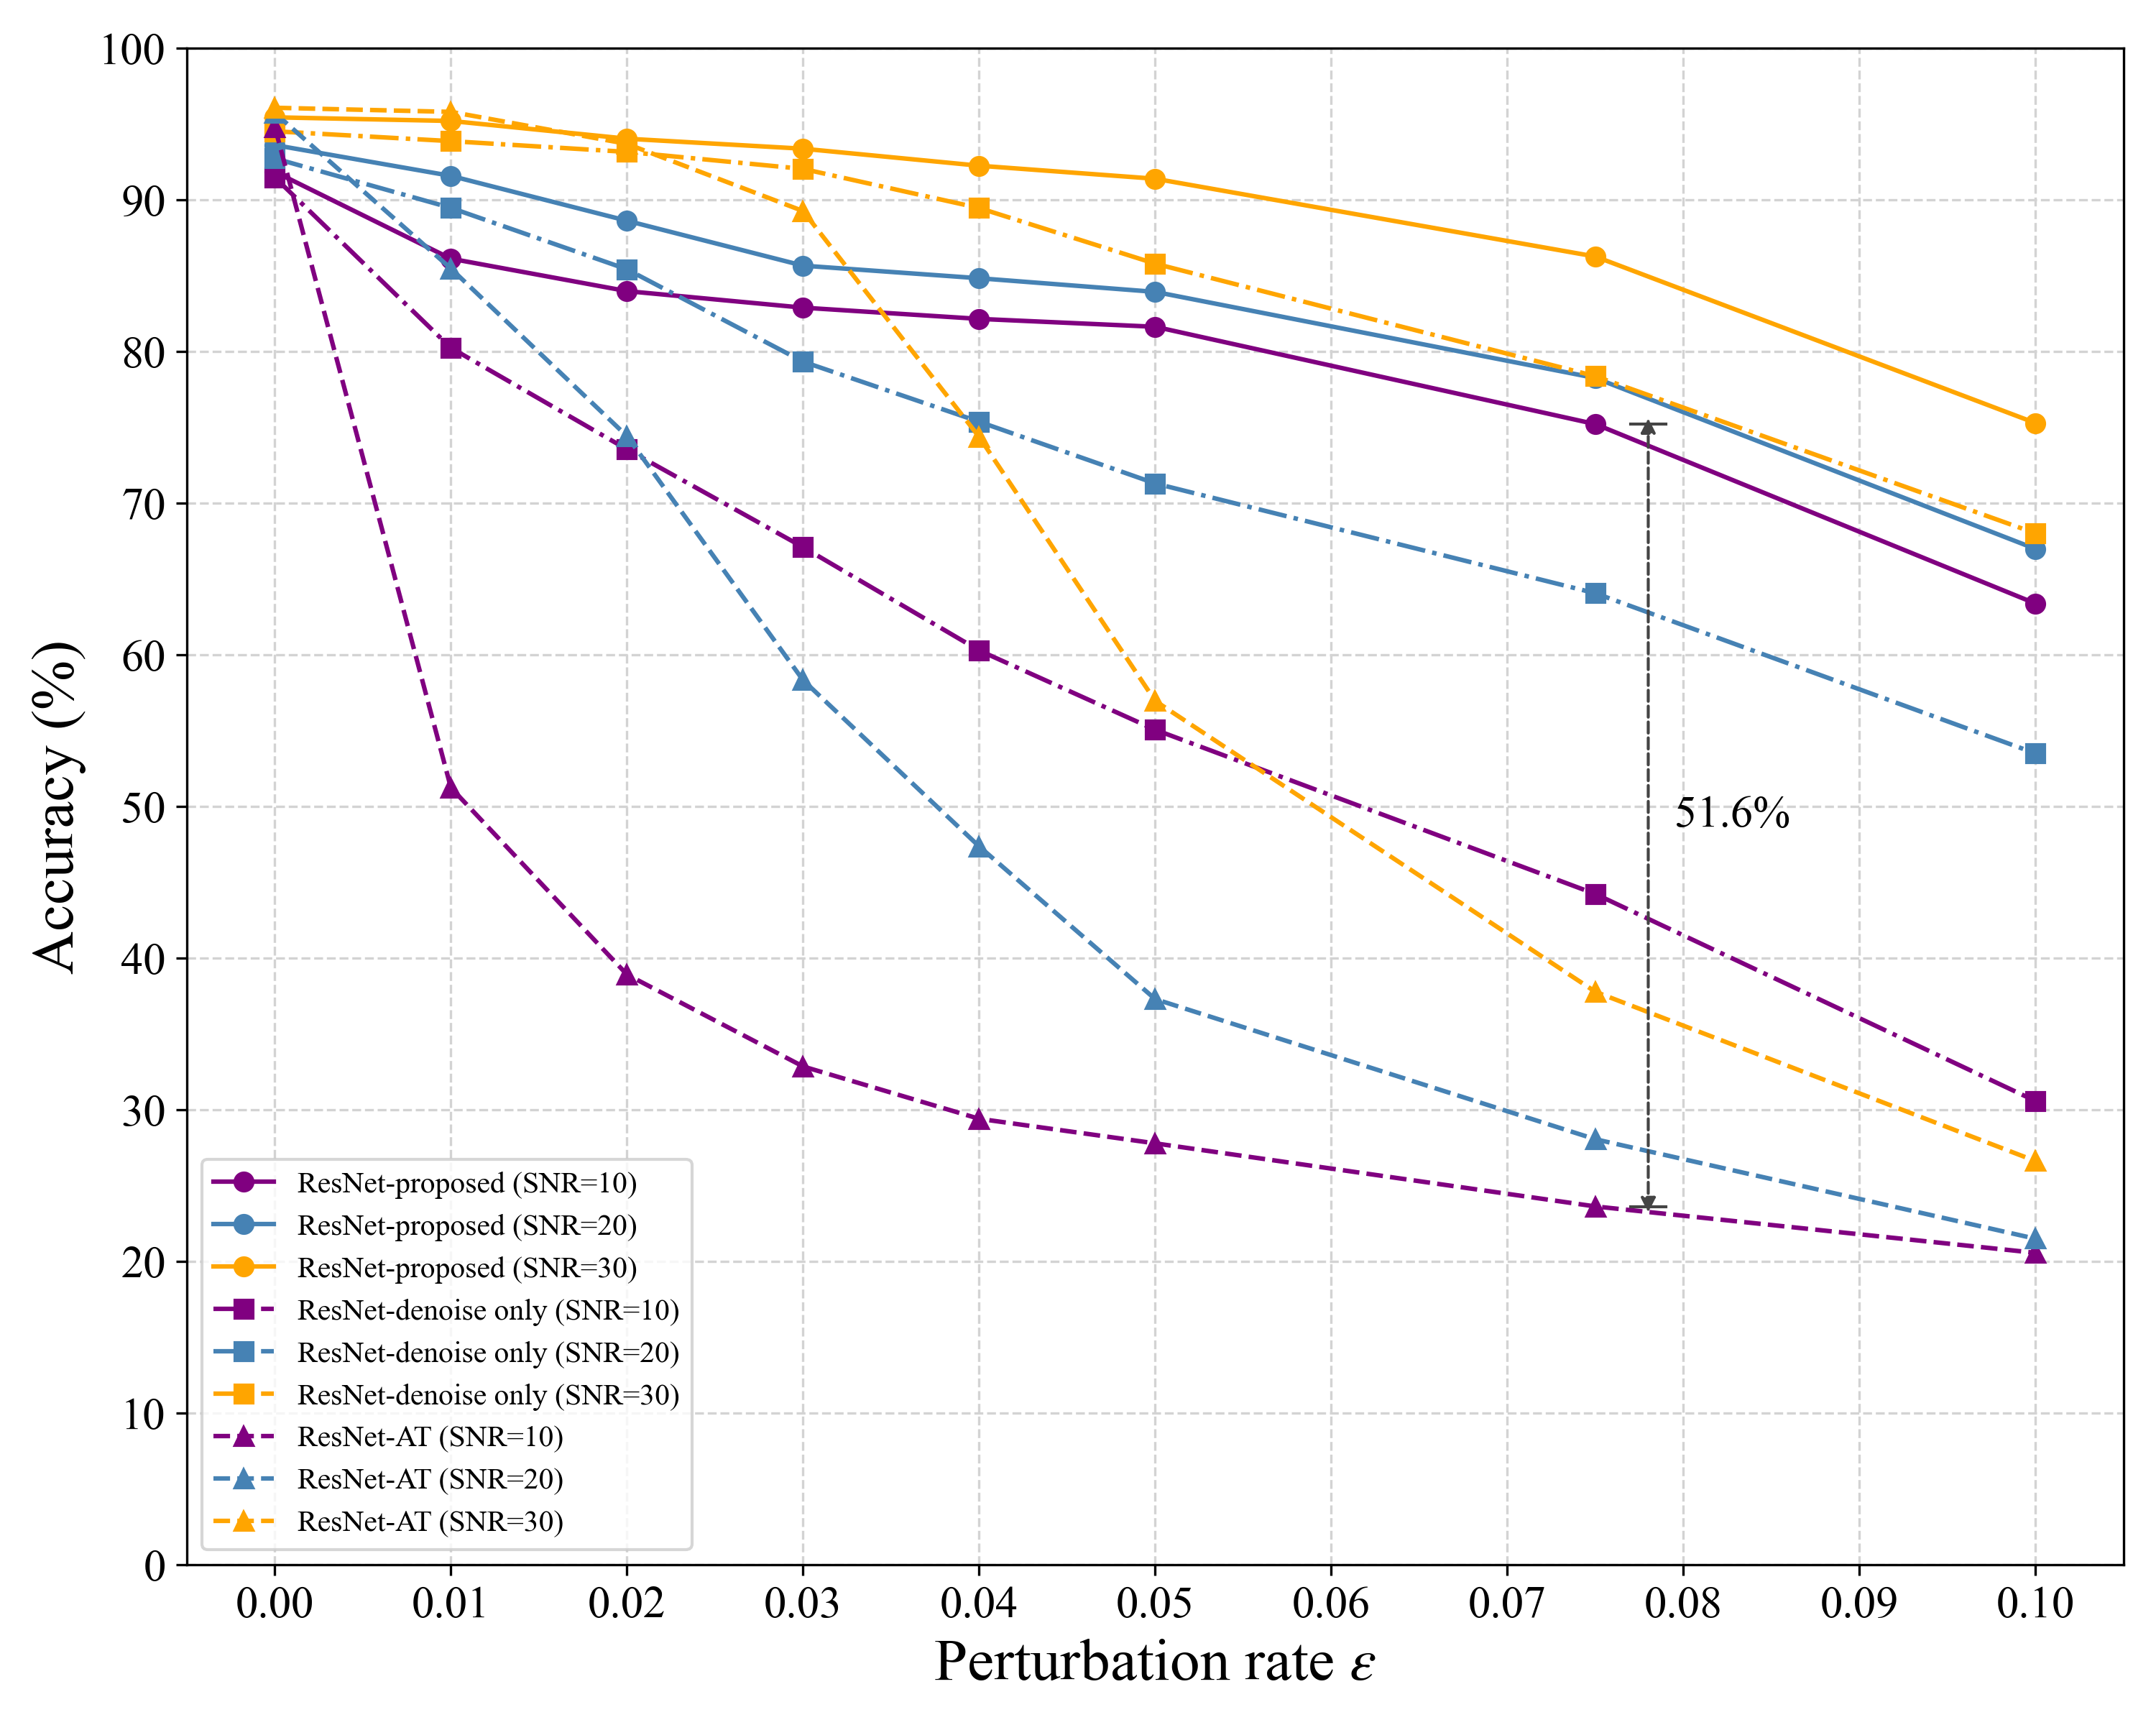 100
90
80
70
60
50
40
30
20
10
0
Accuracy (%)
51.6%
ResNet-proposed (SNR=10)
ResNet-proposed (SNR=20)
ResNet-proposed (SNR=30)
ResNet-denoise only (SNR=10)
ResNet-denoise only (SNR=20)
ResNet-denoise only (SNR=30)
ResNet-AT (SNR=10)
ResNet-AT (SNR=20)
ResNet-AT (SNR=30)
0.00 0.01 0.02 0.03 0.04 0.05 0.06 0.07 0.08 0.09 0.10
Perturbation rate ε